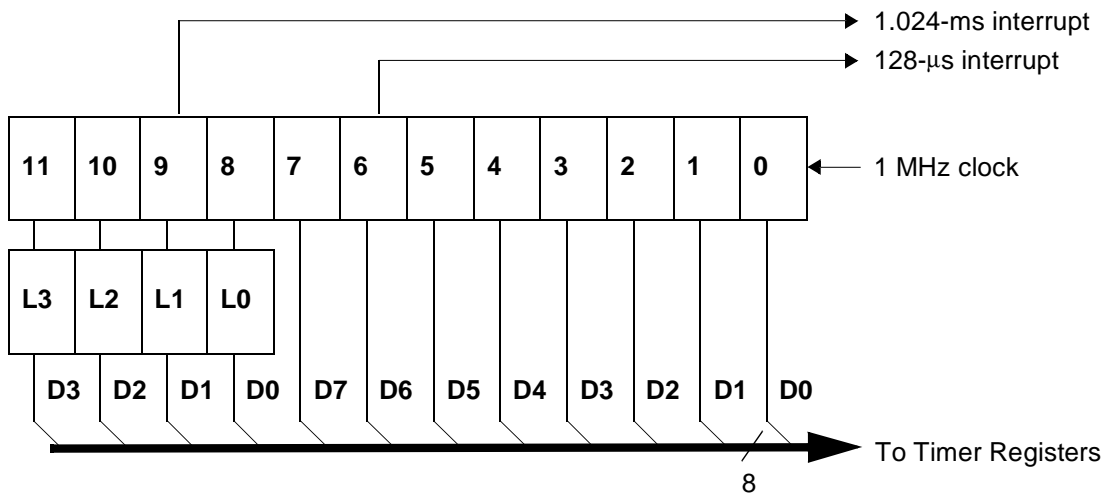 1.024-ms interrupt
128-μs interrupt
11 10 9 8 7 6 5 4 3 2 1 0
1 MHz clock
L3 L2 L1 L0
D3 D2 D1 D0 D7 D6 D5 D4 D3 D2 D1 D0
To Timer Registers
8